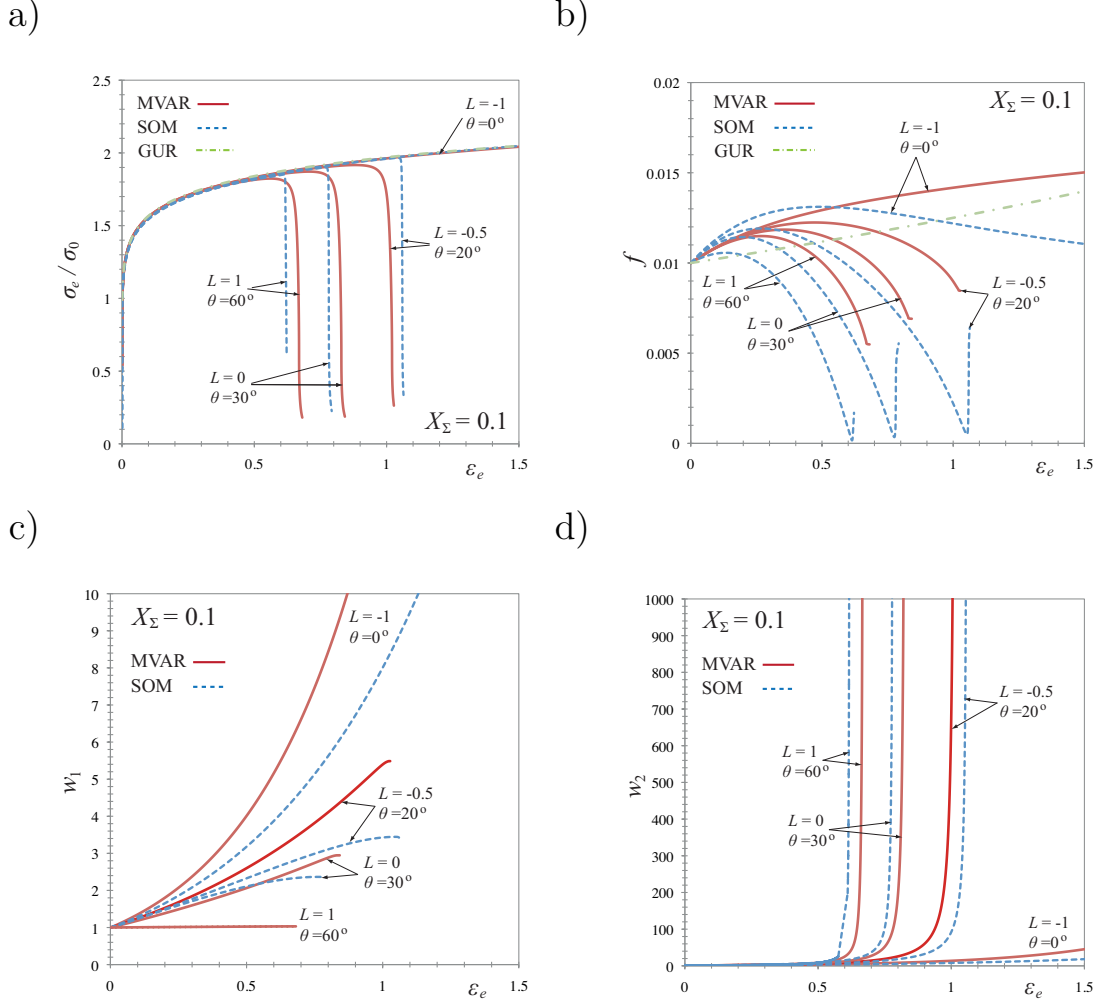 a)
2.5
2
1.5
1
0.5
0
0 0.5 1 1.5
σₑ / σ₀
εₑ
MVAR
SOM
GUR
L = -1
θ =0°
L = -0.5
θ =20°
L = 1
θ =60°
L = 0
θ =30°
X_Σ = 0.1
b)
0.02
0.015
0.01
0.005
0
0 0.5 1 1.5
f
εₑ
MVAR
SOM
GUR
X_Σ = 0.1
L = -1
θ =0°
L = 1
θ =60°
L = 0
θ =30°
L = -0.5
θ =20°
c)
10
9
8
7
6
5
4
3
2
1
0
0 0.5 1 1.5
w₁
εₑ
X_Σ = 0.1
MVAR
SOM
L = -1
θ =0°
L = -0.5
θ =20°
L = 0
θ =30°
L = 1
θ =60°
d)
1000
900
800
700
600
500
400
300
200
100
0
0 0.5 1 1.5
w₂
εₑ
X_Σ = 0.1
MVAR
SOM
L = -0.5
θ =20°
L = 1
θ =60°
L = 0
θ =30°
L = -1
θ =0°